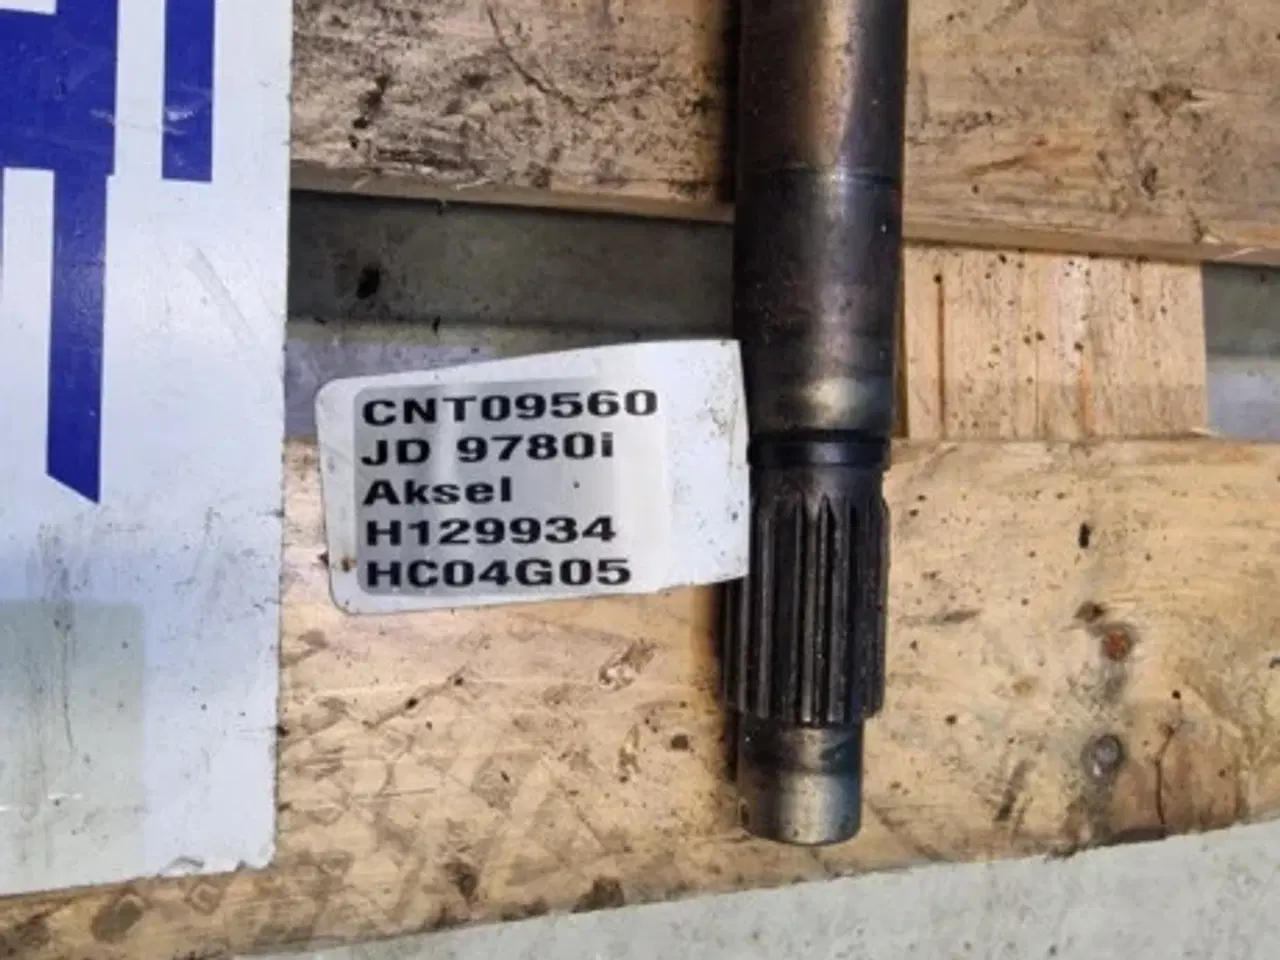 CNT09560
JD 9780i
Aksel
H129934
HC04G05